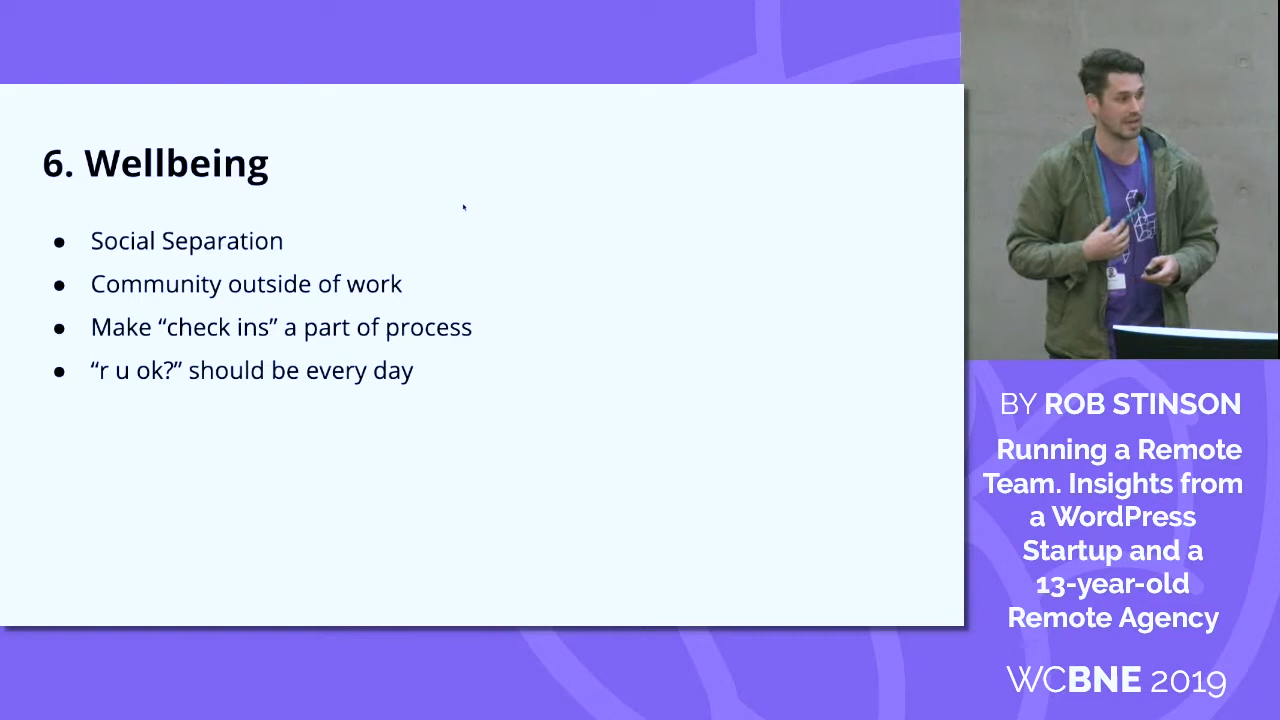 6. Wellbeing
● Social Separation
● Community outside of work
● Make “check ins” a part of process
● “r u ok?” should be every day
BY ROB STINSON
Running a Remote
Team. Insights from
a WordPress
Startup and a
13-year-old
Remote Agency
WCBNE 2019